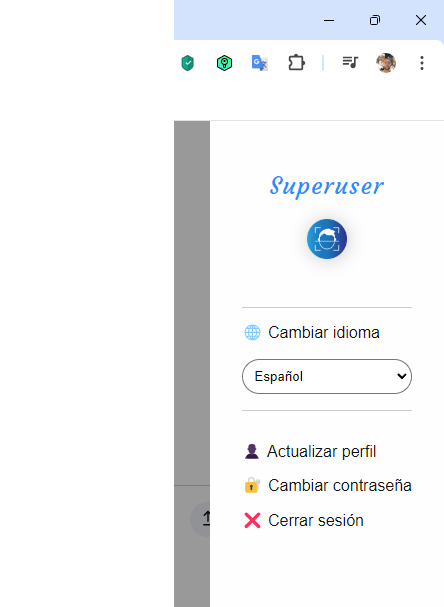 Superuser
Cambiar idioma
Español
Actualizar perfil
Cambiar contraseña
Cerrar sesión